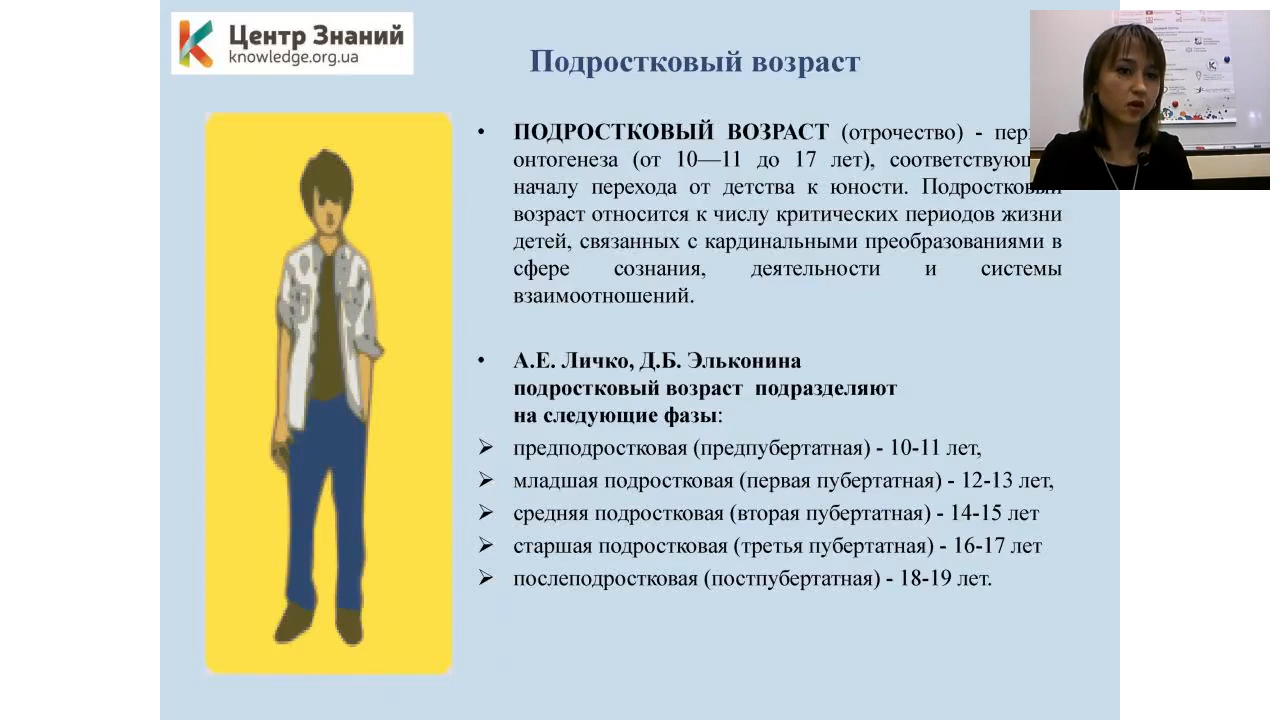 Центр Знаний
knowledge.org.ua
Подростковый возраст
• ПОДРОСТКОВЫЙ ВОЗРАСТ (отрочество) -
онтогенеза (от 10—11 до 17 лет),
началу перехода от детства к юности. Подростковый
возраст относится к числу критических периодов жизни
детей, связанных с кардинальными преобразованиями в
сфере сознания, деятельности и системы
взаимоотношений.
• А.Е. Личко, Д.Б. Эльконина
подростковый возраст подразделяют
на следующие фазы:
➢ предподростковая (предпубертатная) - 10-11 лет,
➢ младшая подростковая (первая пубертатная) - 12-13 лет,
➢ средняя подростковая (вторая пубертатная) - 14-15 лет
➢ старшая подростковая (третья пубертатная) - 16-17 лет
➢ послеподростковая (постпубертатная) - 18-19 лет.